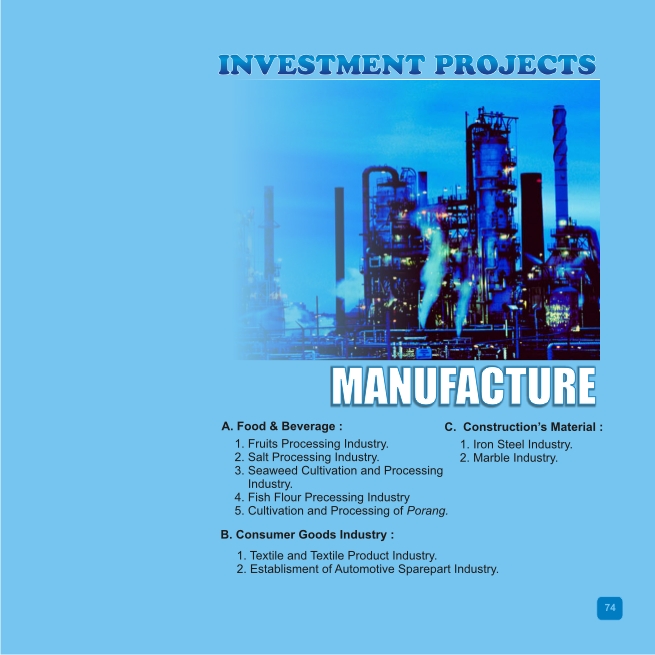 INVESTMENT PROJECTS
MANUFACTURE
A. Food & Beverage :
1. Fruits Processing Industry.
2. Salt Processing Industry.
3. Seaweed Cultivation and Processing
Industry.
4. Fish Flour Precessing Industry
5. Cultivation and Processing of Porang.
B. Consumer Goods Industry :
1. Textile and Textile Product Industry.
2. Establisment of Automotive Sparepart Industry.
C. Construction's Material :
1. Iron Steel Industry.
2. Marble Industry.
74